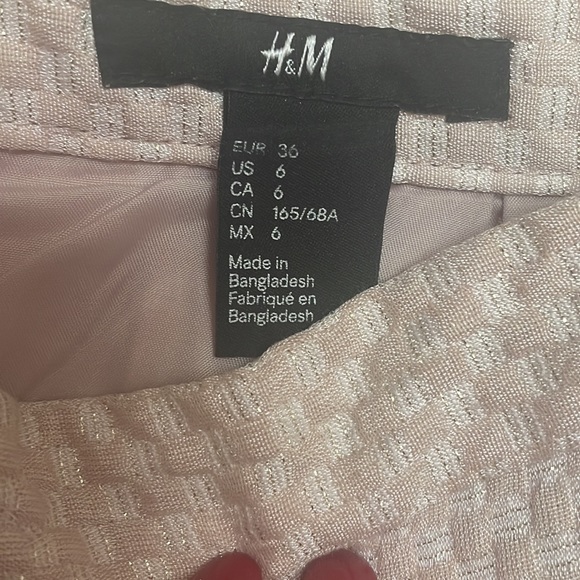 H&M
EUR 36
US 6
CA 6
CN 165/68A
MX 6
Made in
Bangladesh
Fabriqué en
Bangladesh